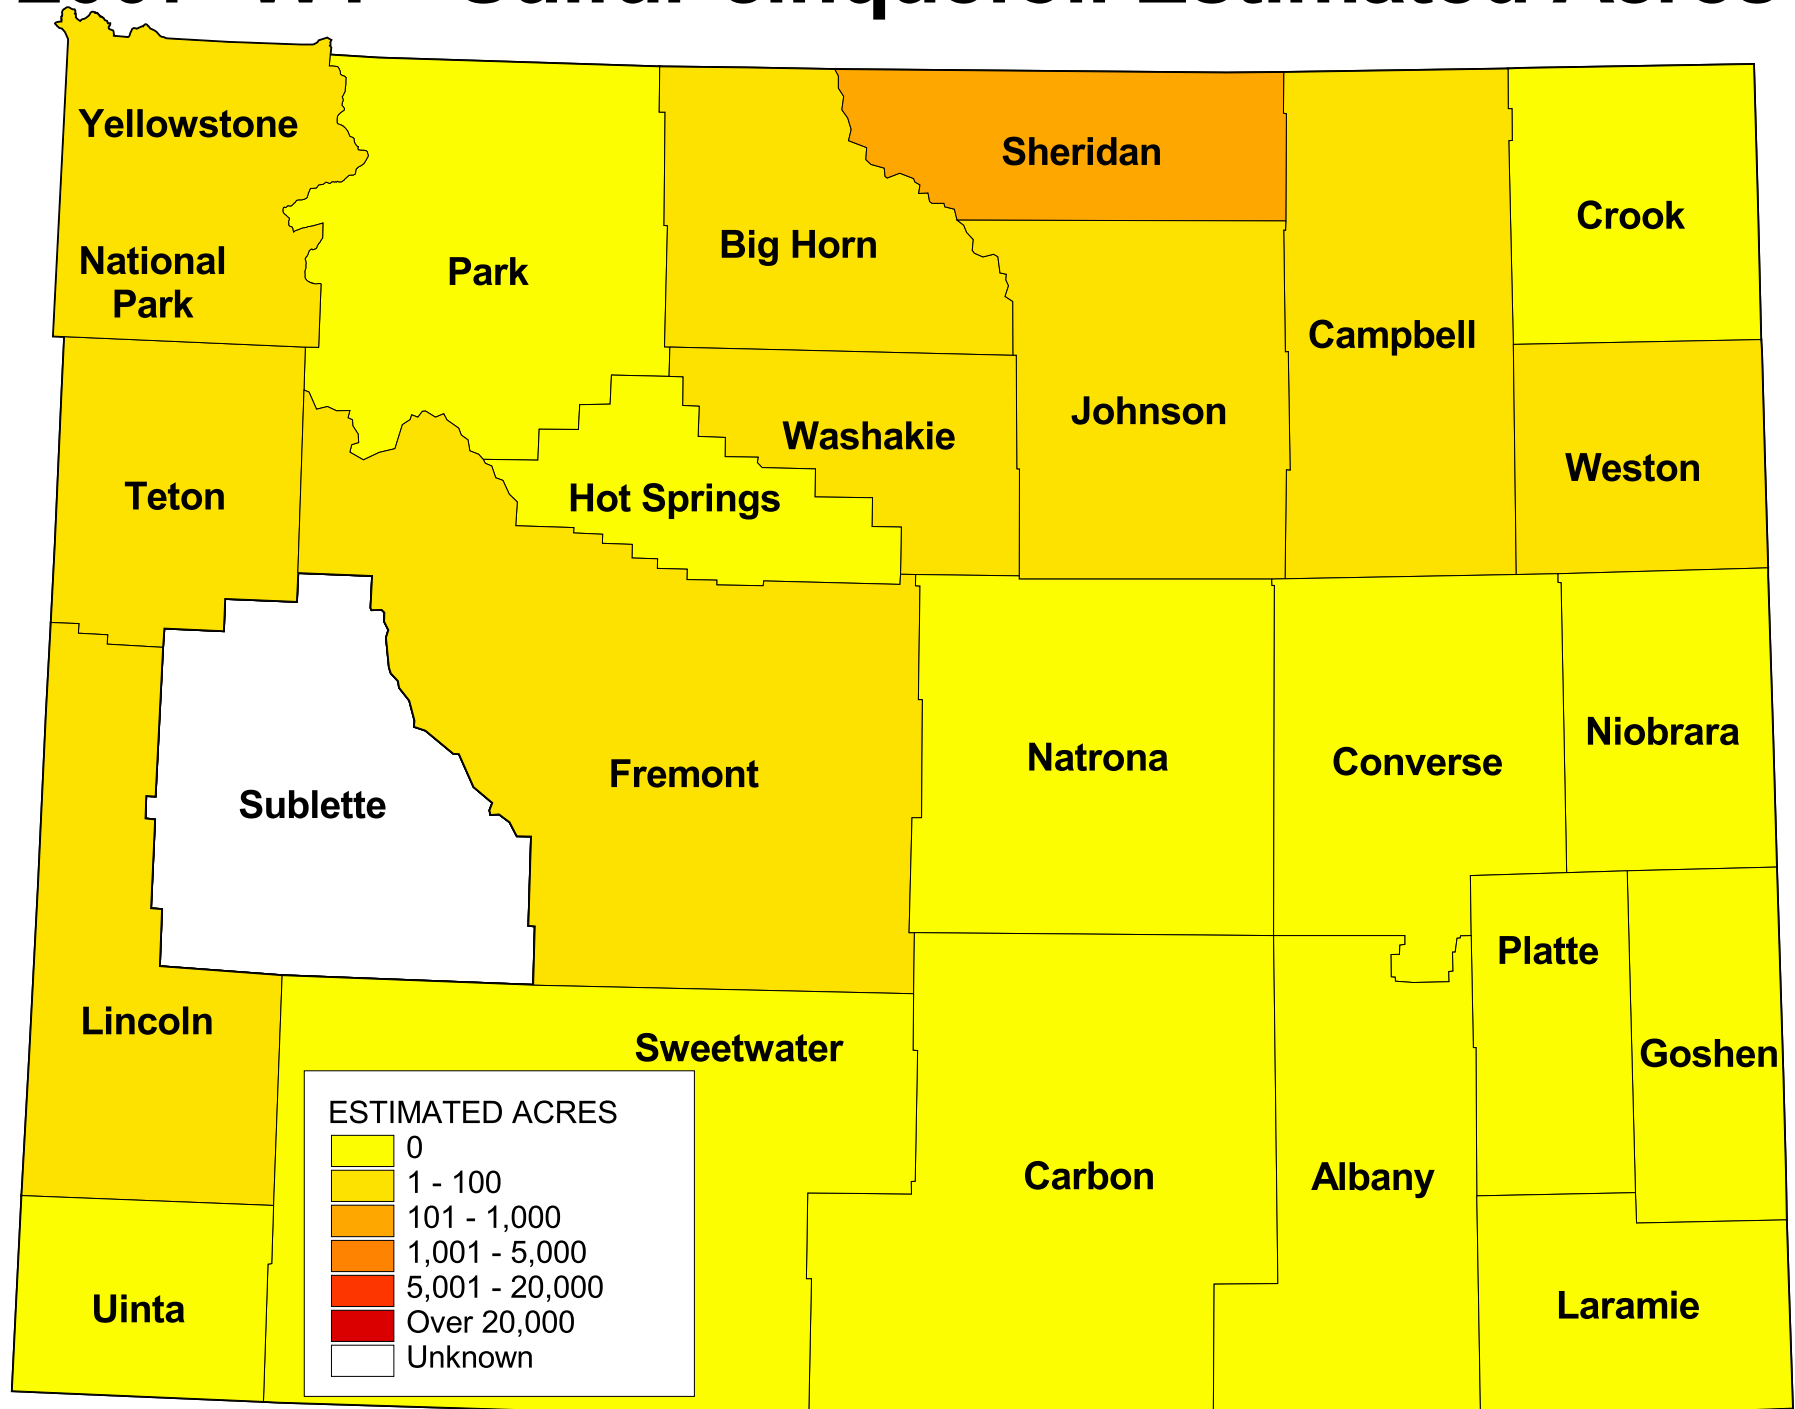 Estimated Acres
Yellowstone
National
Park
Park
Big Horn
Sheridan
Crook
Campbell
Johnson
Washakie
Weston
Teton
Hot Springs
Sublette
Fremont
Natrona
Converse
Niobrara
Platte
Goshen
Lincoln
Sweetwater
Carbon
Albany
Uinta
Laramie
ESTIMATED ACRES
0
1 - 100
101 - 1,000
1,001 - 5,000
5,001 - 20,000
Over 20,000
Unknown